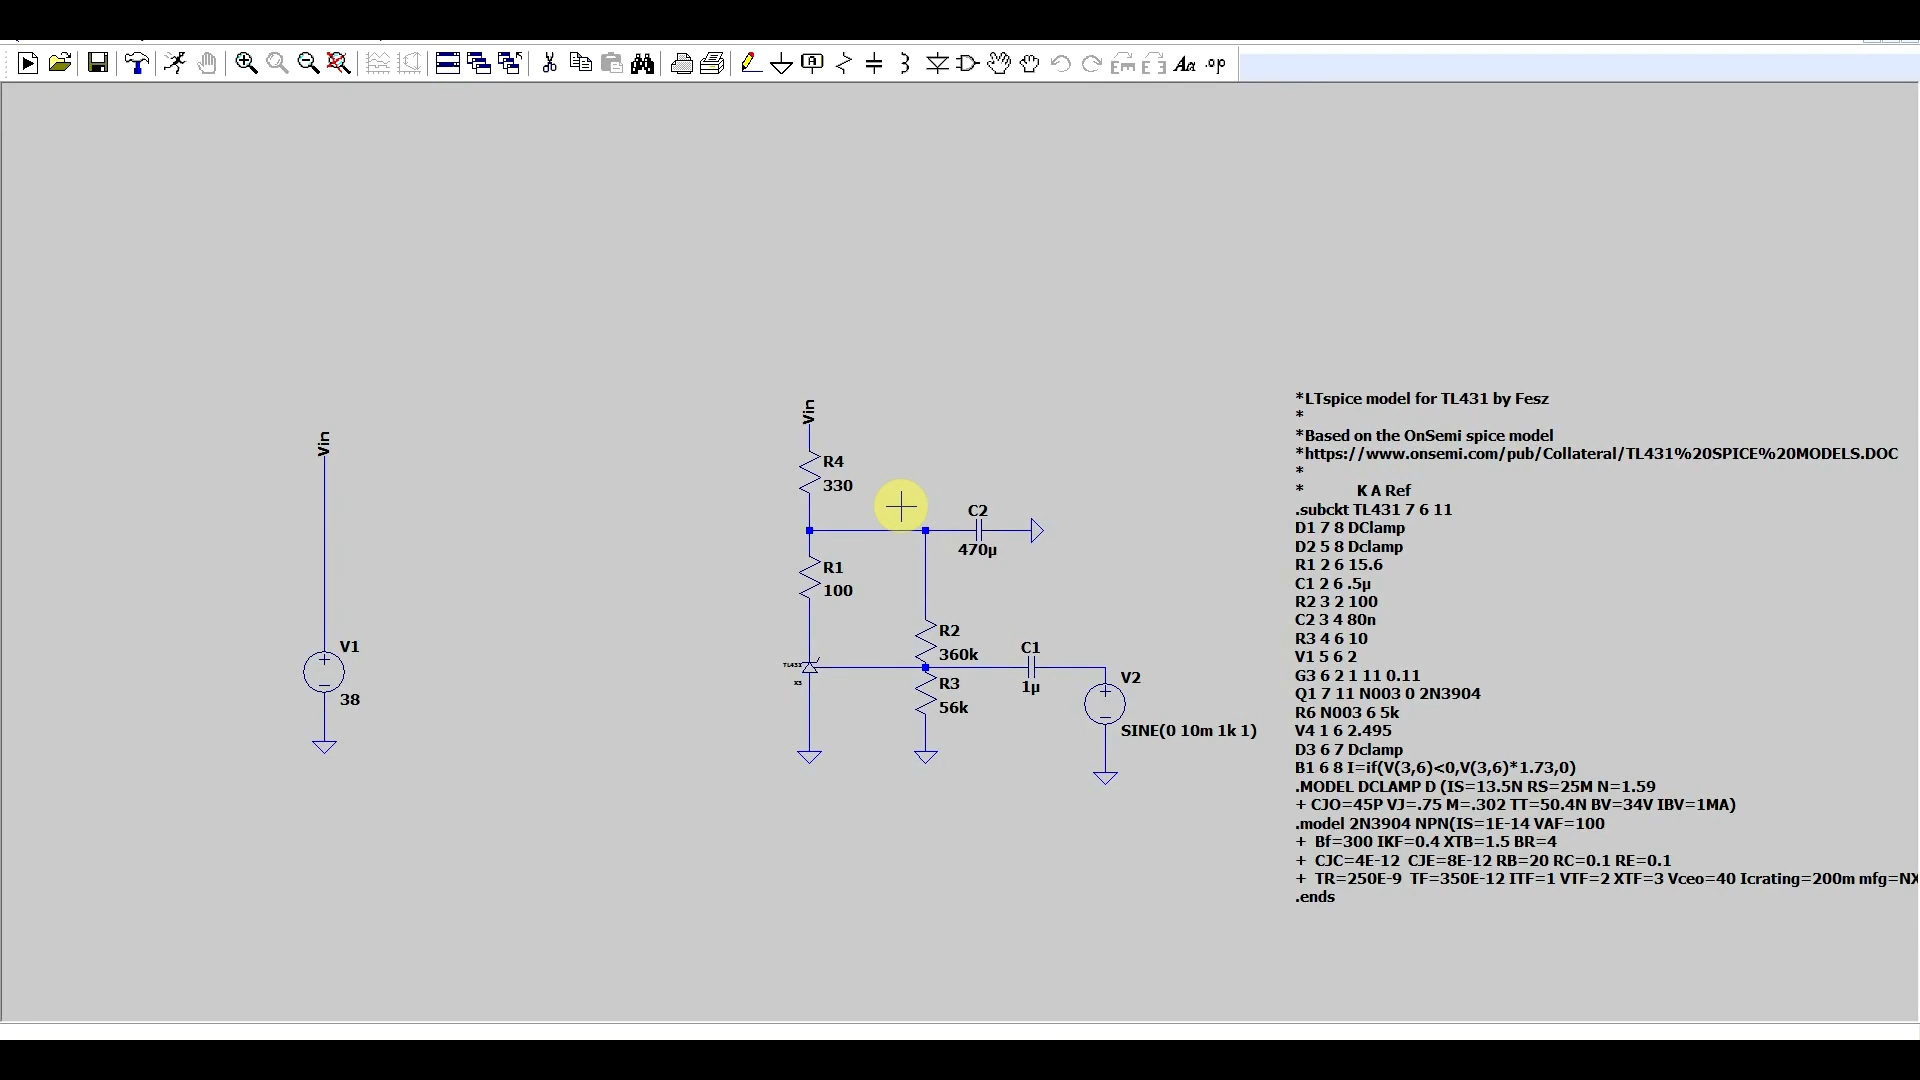 Aa .op
A
Vin
V1
38
Vin
R4
330
C2
470µ
R1
100
R2
360k
C1
1µ
TL431
X3
R3
56k
V2
SINE(0 10m 1k 1)
*LTspice model for TL431 by Fesz
*
*Based on the OnSemi spice model
*https://www.onsemi.com/pub/Collateral/TL431%20SPICE%20MODELS.DOC
*
* K A Ref
.subckt TL431 7 6 11
D1 7 8 DClamp
D2 5 8 Dclamp
R1 2 6 15.6
C1 2 6 .5µ
R2 3 2 100
C2 3 4 80n
R3 4 6 10
V1 5 6 2
G3 6 2 1 11 0.11
Q1 7 11 N003 0 2N3904
R6 N003 6 5k
V4 1 6 2.495
D3 6 7 Dclamp
B1 6 8 I=if(V(3,6)<0,V(3,6)*1.73,0)
.MODEL DCLAMP D (IS=13.5N RS=25M N=1.59
+ CJO=45P VJ=.75 M=.302 TT=50.4N BV=34V IBV=1MA)
.model 2N3904 NPN(IS=1E-14 VAF=100
+ Bf=300 IKF=0.4 XTB=1.5 BR=4
+ CJC=4E-12 CJE=8E-12 RB=20 RC=0.1 RE=0.1
+ TR=250E-9 TF=350E-12 ITF=1 VTF=2 XTF=3 Vceo=40 Icrating=200m mfg=NX
.ends